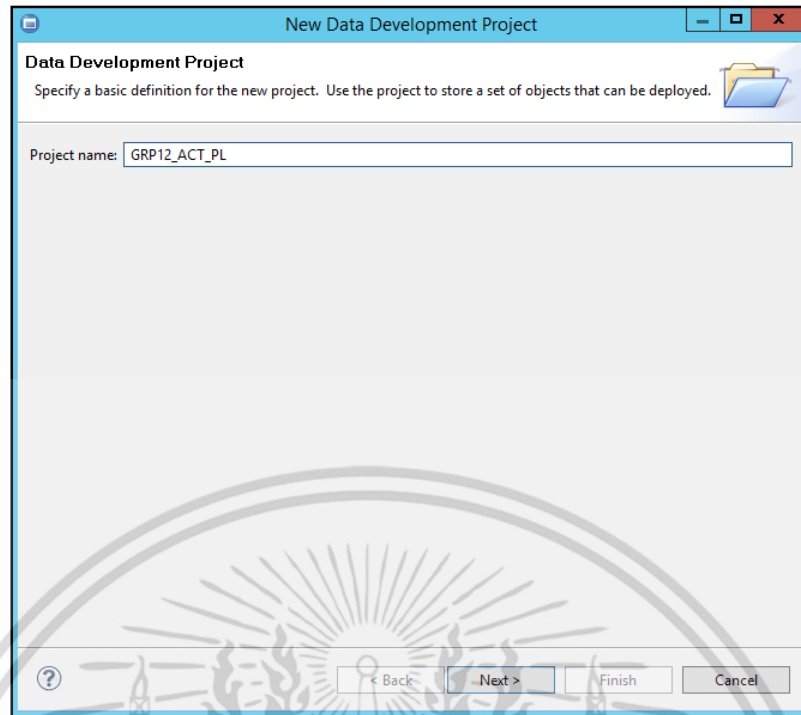 New Data Development Project
Data Development Project
Specify a basic definition for the new project. Use the project to store a set of objects that can be deployed.
Project name: GRP12_ACT_PL
? < Back Next > Finish Cancel